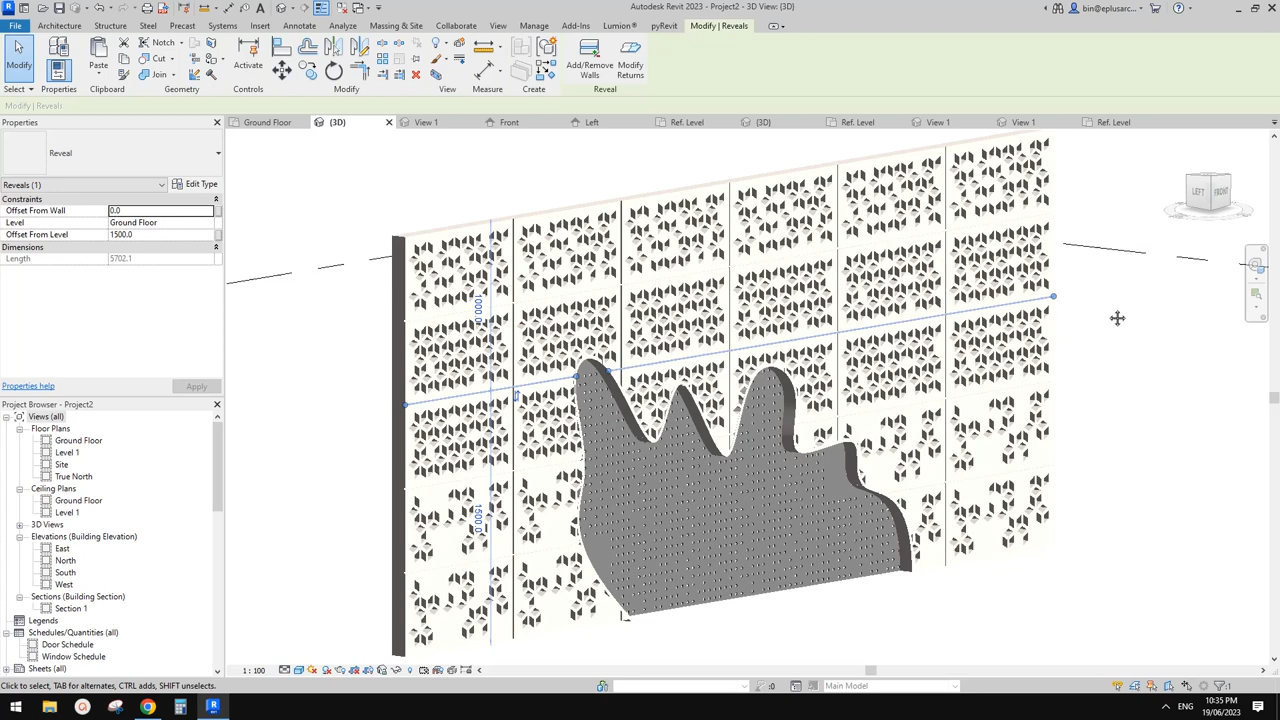 Autodesk Revit 2023 - Project2 - 3D View: {3D}
bin@eplusarc...
File
Architecture
Structure
Steel
Precast
Systems
Insert
Annotate
Analyze
Massing & Site
Collaborate
View
Manage
Add-Ins
Lumion®
pyRevit
Modify | Reveals
Modify
Paste
Notch
Cut
Join
Activate
Add/Remove
Walls
Modify
Returns
Select
Properties
Clipboard
Geometry
Controls
Modify
View
Measure
Create
Reveal
Modify | Reveals
Properties
Ground Floor
{3D}
View 1
Front
Left
Ref. Level
{3D}
Ref. Level
View 1
View 1
Ref. Level
Reveal
Reveals (1)
Edit Type
Constraints
Offset From Wall 0.0
Level Ground Floor
Offset From Level 1500.0
Dimensions
Length 5702.1
LEFT
FRONT
1000.0
1500.0
Properties help
Apply
Project Browser - Project2
Views (all)
Floor Plans
Ground Floor
Level 1
Site
True North
Ceiling Plans
Ground Floor
Level 1
3D Views
Elevations (Building Elevation)
East
North
South
West
Sections (Building Section)
Section 1
Legends
Schedules/Quantities (all)
Door Schedule
Window Schedule
Sheets (all)
1 : 100
Click to select, TAB for alternates, CTRL adds, SHIFT unselects.
:0
Main Model
:1
ENG
10:35 PM
19/06/2023